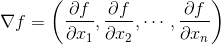 ∇f = (∂f/∂x₁, ∂f/∂x₂, ⋯, ∂f/∂xₙ)